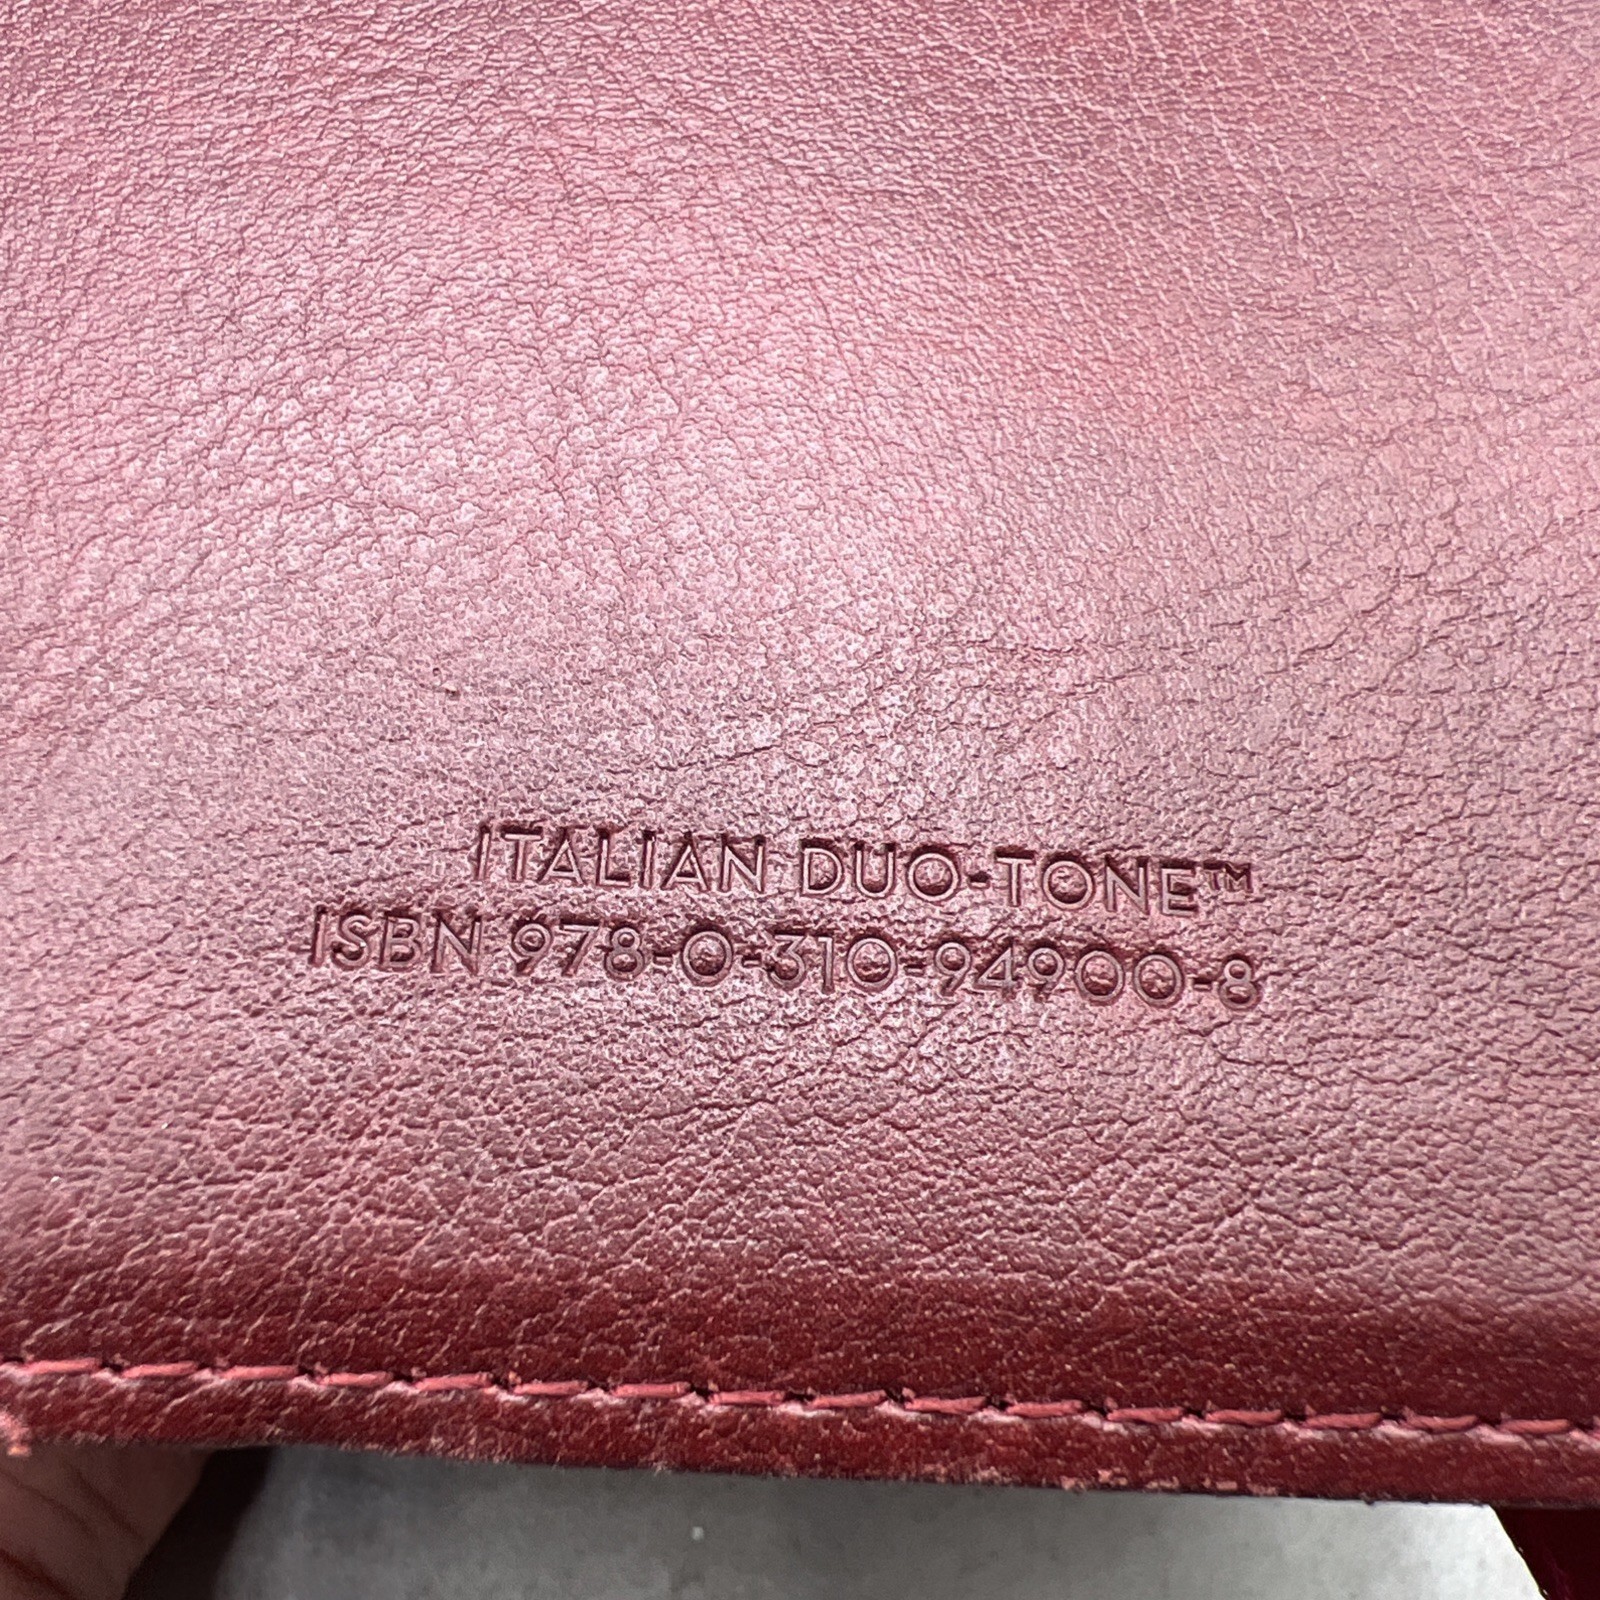 ITALIAN DUO-TONE™
ISBN 978-0-310-94900-8